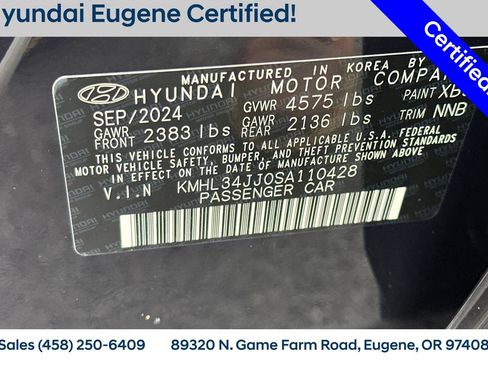 yundai Eugene Certified!
Certified
MANUFACTURED IN KOREA BY
HYUNDAI MOTOR COMPA
SEP/2024 GVWR 4575 lbs PAINT XB
GAWR FRONT 2383 lbs GAWR REAR 2136 lbs TRIM NNB
THIS VEHICLE CONFORMS TO ALL APPLICABLE U.S.A. FEDERAL
MOTOR VEHICLE SAFETY, BUMPER, AND THEFT PREVENTION STANDARDS
IN EFFECT ON THE DATE OF MANUFACTURE SHOWN ABOVE.
V.I.N KMHL34JJ0SA110428
PASSENGER CAR
Sales (458) 250-6409 89320 N. Game Farm Road, Eugene, OR 97408